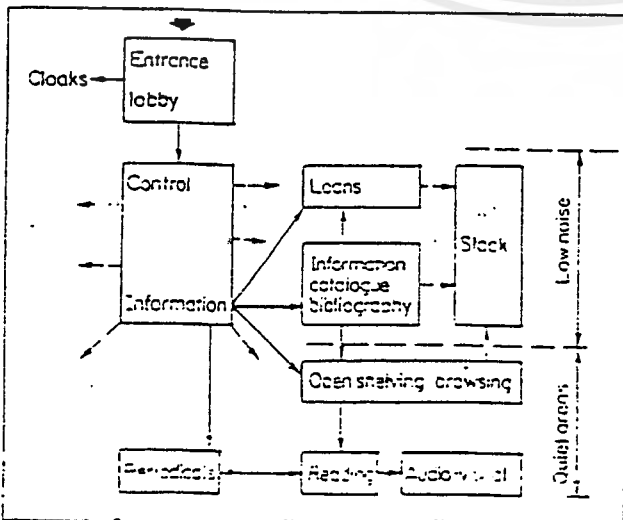 Entrance
lobby
Cloaks
Control
Information
Loans
Information
catalogue
bibliography
Stack
Low noise
Open shelving browsing
Quiet areas
Periodicals
Reading
Audiovisual